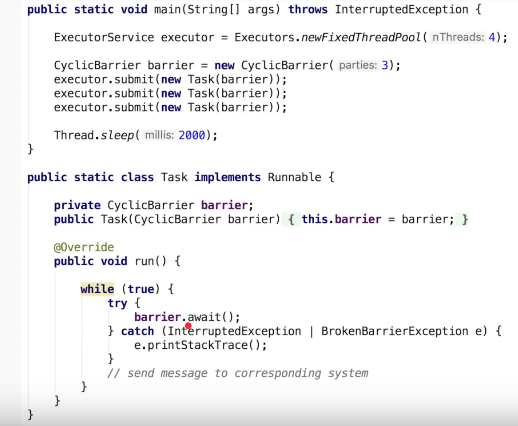 public static void main(String[] args) throws InterruptedException {
ExecutorService executor = Executors.newFixedThreadPool( nThreads: 4);
CyclicBarrier barrier = new CyclicBarrier( parties: 3);
executor.submit(new Task(barrier));
executor.submit(new Task(barrier));
executor.submit(new Task(barrier));
Thread.sleep( millis: 2000);
}
public static class Task implements Runnable {
private CyclicBarrier barrier;
public Task(CyclicBarrier barrier) { this.barrier = barrier; }
@Override
public void run() {
while (true) {
try {
barrier.await();
} catch (InterruptedException | BrokenBarrierException e) {
e.printStackTrace();
}
// send message to corresponding system
}
}
}